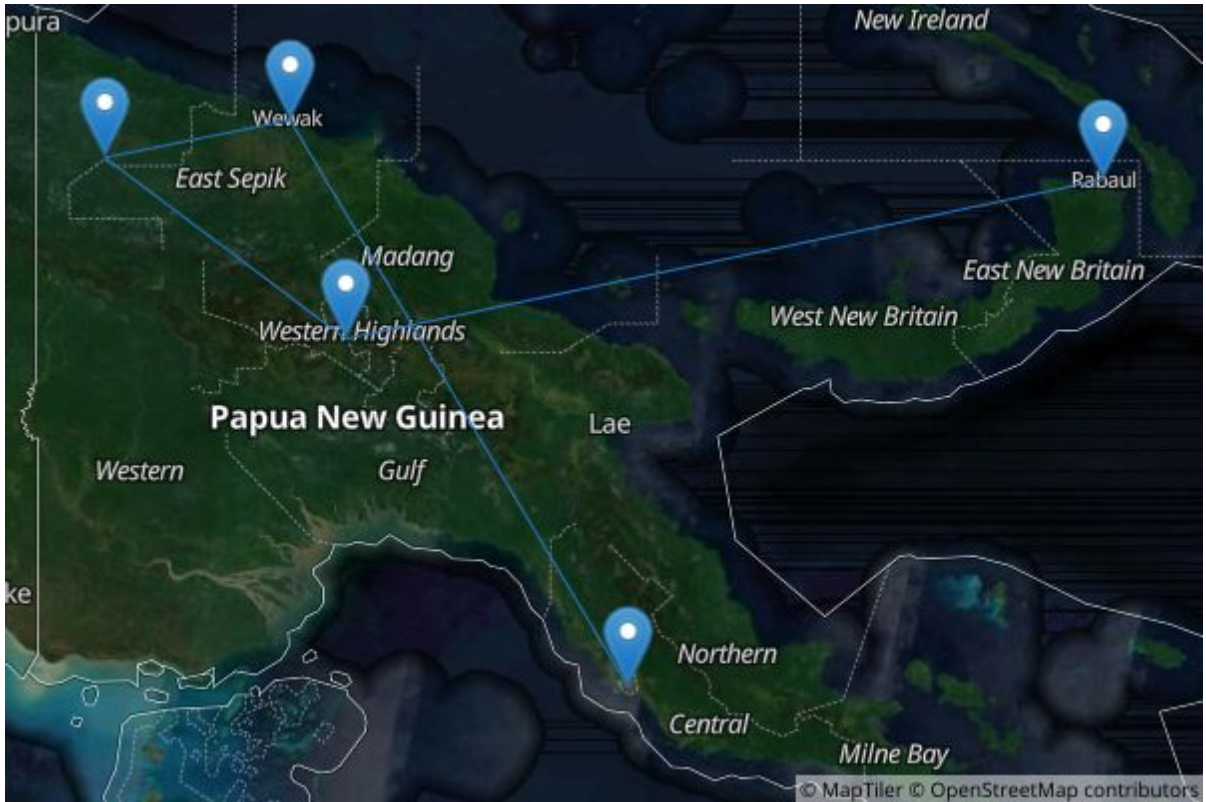 pura
New Ireland
Wewak
East Sepik
Rabaul
Madang
East New Britain
West New Britain
Western Highlands
Papua New Guinea
Lae
Western
Gulf
ke
Northern
Central
Milne Bay
© MapTiler © OpenStreetMap contributors